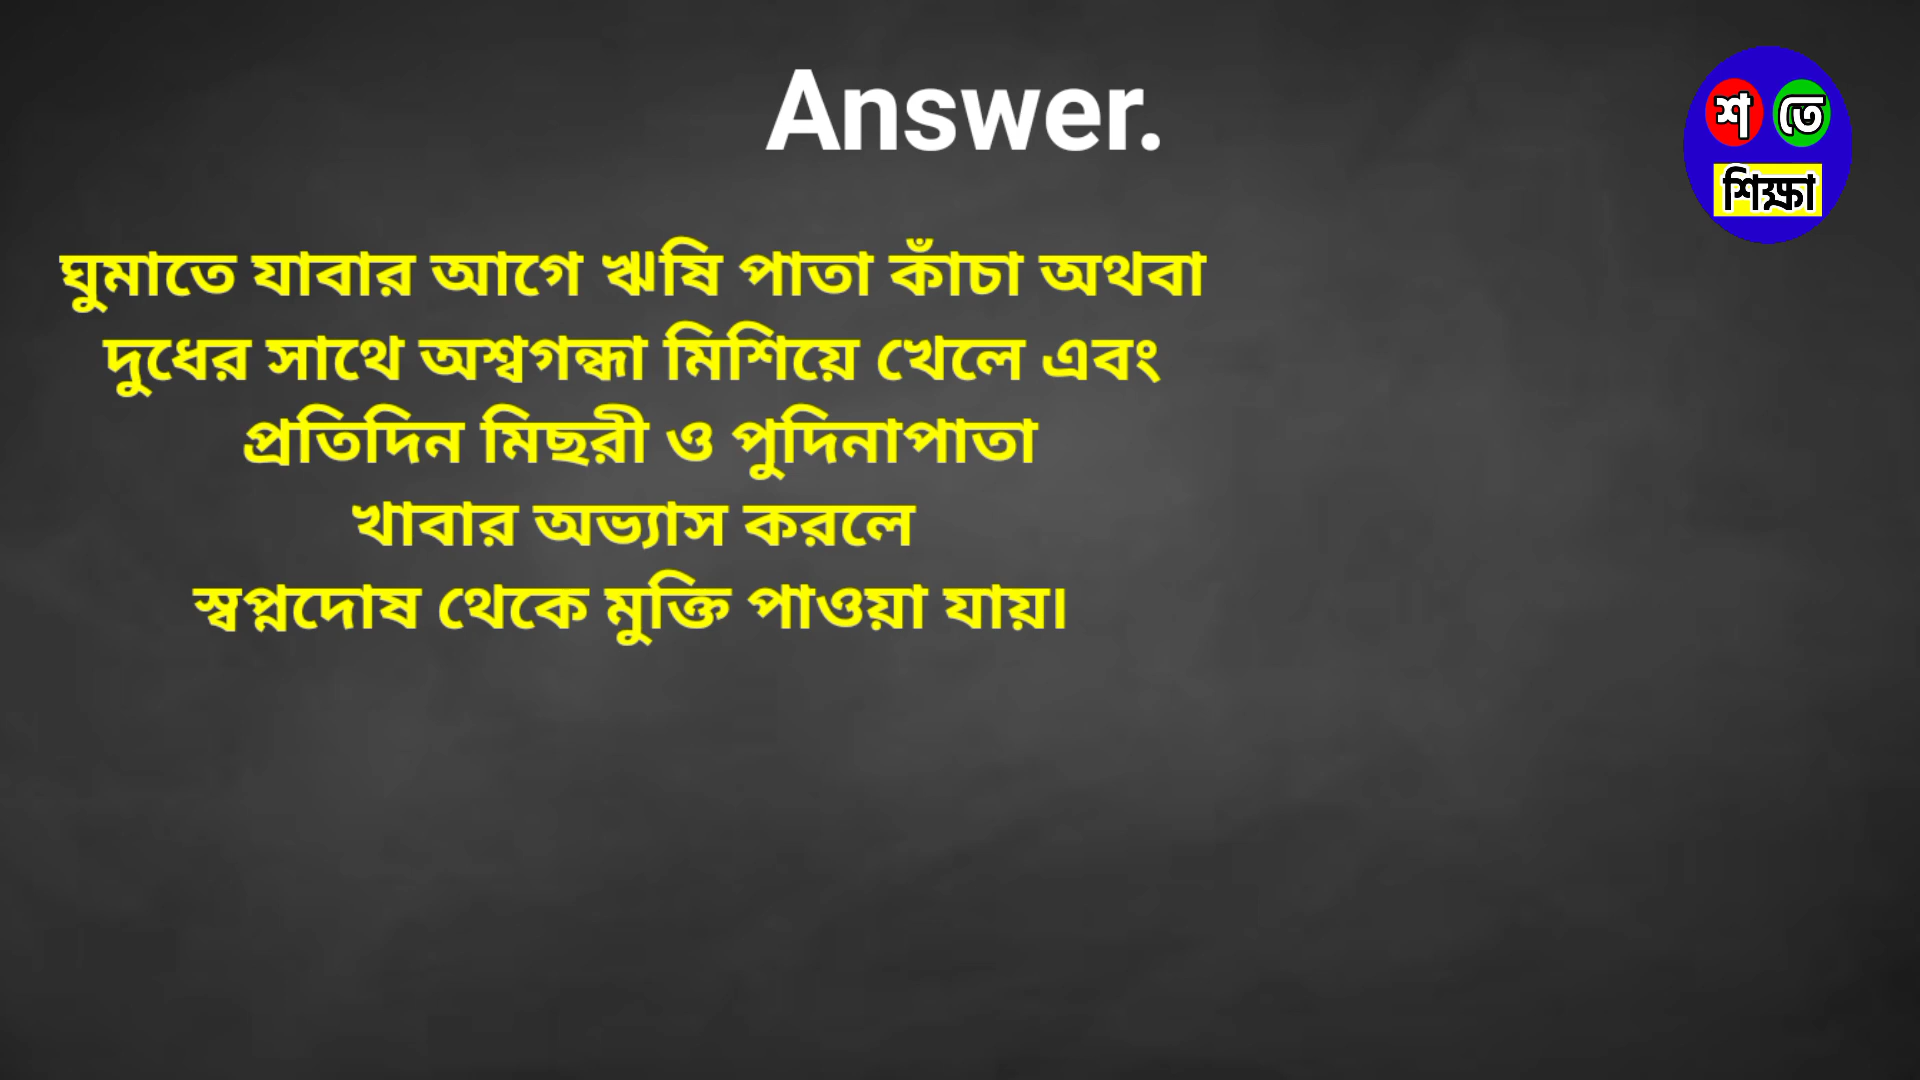 Answer.
শ তে
শিক্ষা
ঘুমাতে যাবার আগে ঋষি পাতা কাঁচা অথবা
দুধের সাথে অশ্বগন্ধা মিশিয়ে খেলে এবং
প্রতিদিন মিছরী ও পুদিনাপাতা
খাবার অভ্যাস করলে
স্বপ্নদোষ থেকে মুক্তি পাওয়া যায়।